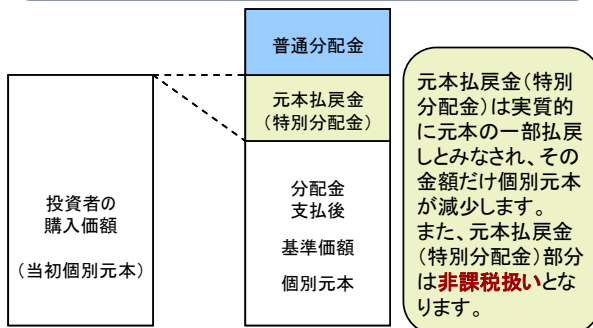 普通分配金
元本払戻金
(特別分配金)
投資者の
購入価額
(当初個別元本)
分配金
支払後
基準価額
個別元本
元本払戻金(特別
分配金)は実質的
に元本の一部払戻
しとみなされ、その
金額だけ個別元本
が減少します。
また、元本払戻金
(特別分配金)部分
は非課税扱いとな
ります。